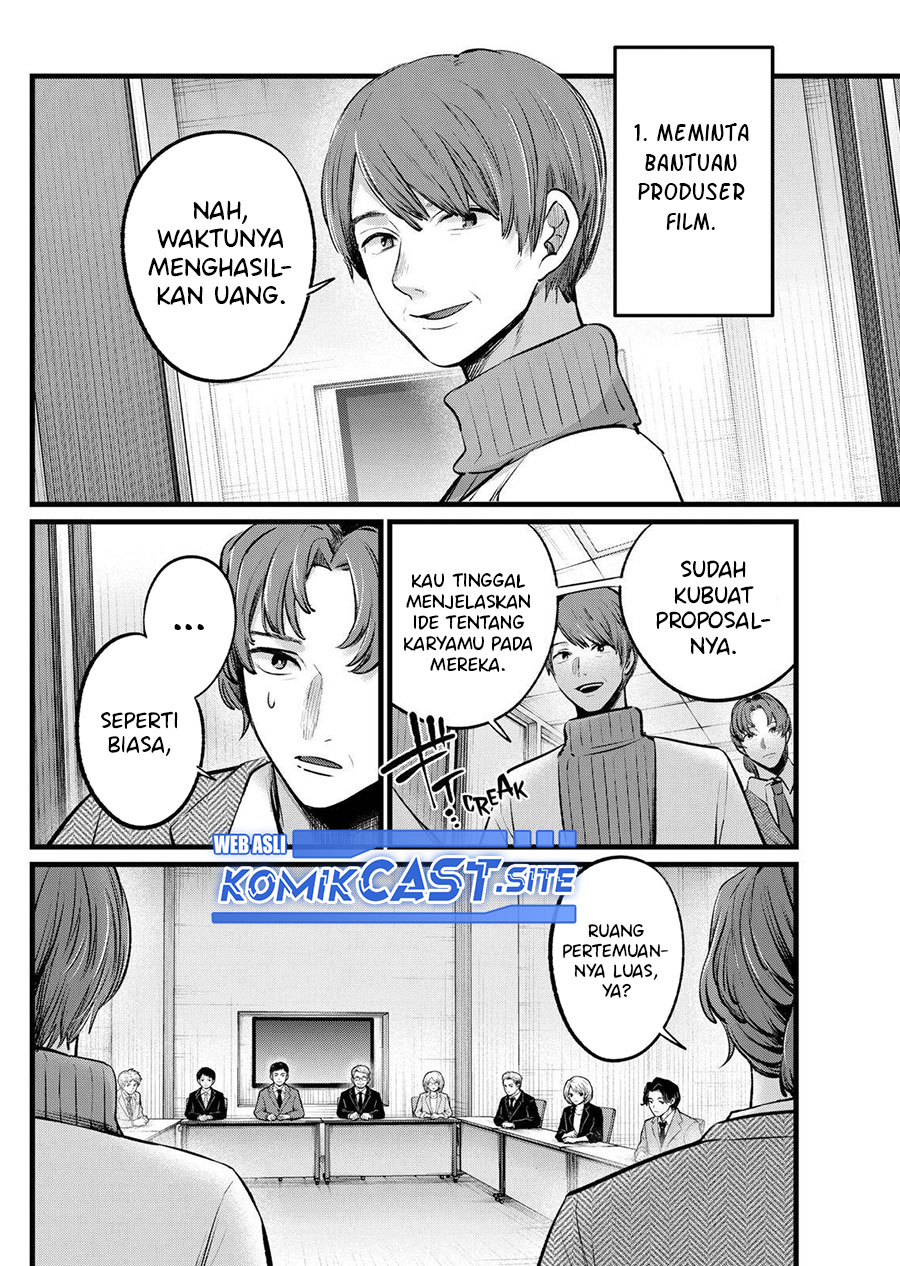 1. MEMINTA
BANTUAN
PRODUSER
FILM.
NAH,
WAKTUNYA
MENGHASIL-
KAN UANG.
SUDAH
KUBUAT
PROPOSAL-
NYA.
KAU TINGGAL
MENJELASKAN
IDE TENTANG
KARYAMU PADA
MEREKA.
CREAK
...
SEPERTI
BIASA,
WEB ASLI
KOMIKCAST.SITE
RUANG
PERTEMUAN-
NYA LUAS,
YA?